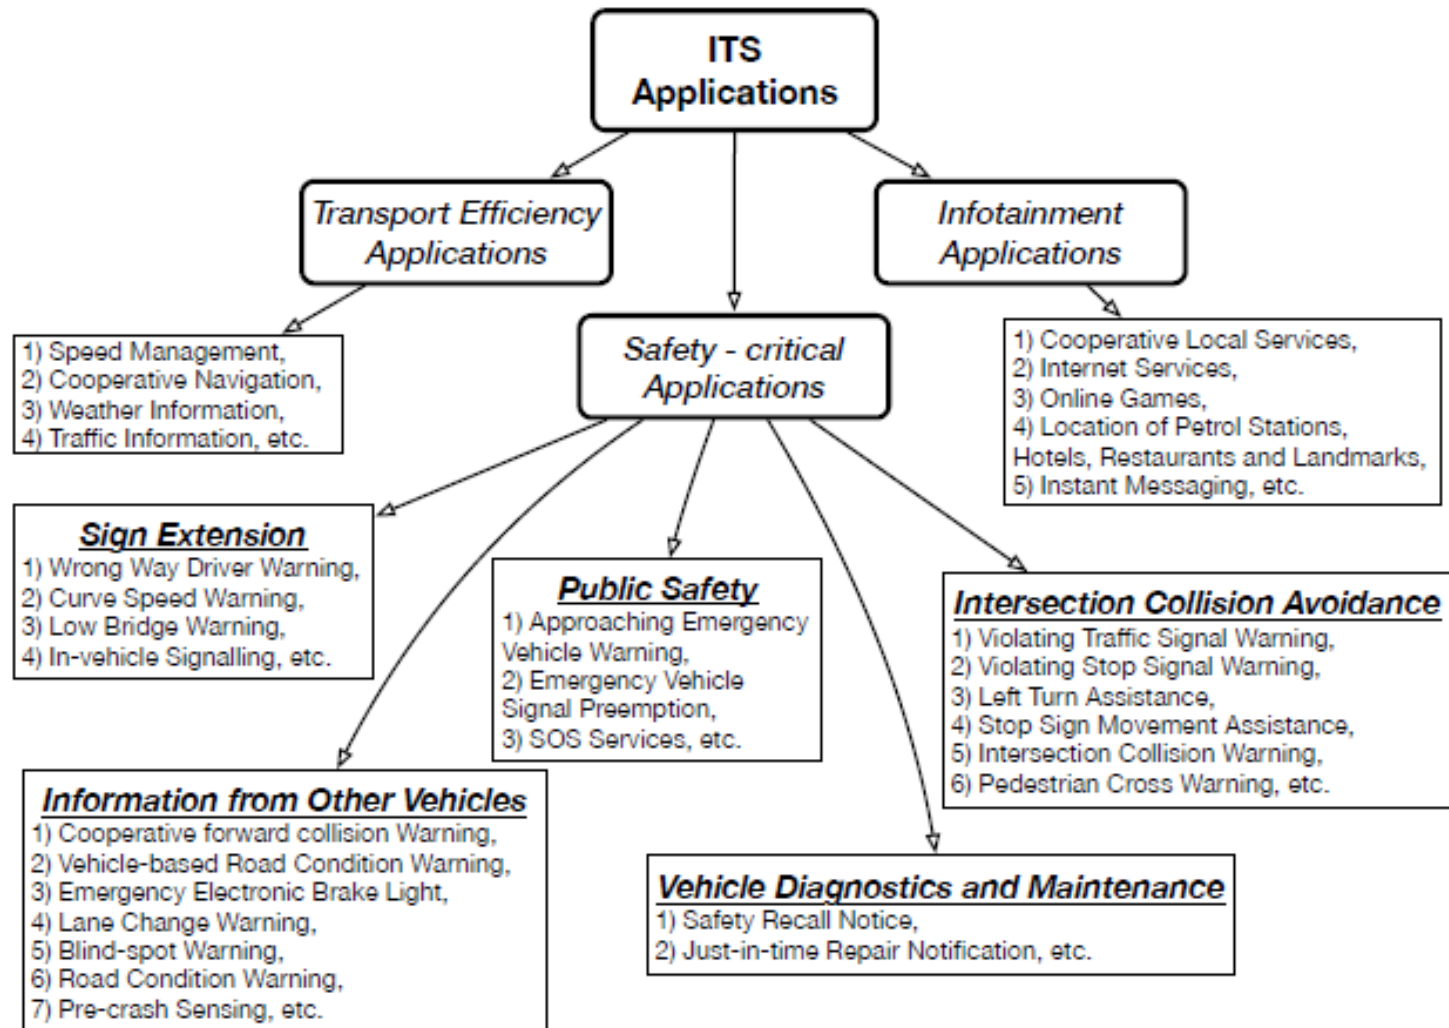 ITS
Applications
Transport Efficiency
Applications
Infotainment
Applications
Safety - critical
Applications
1) Speed Management,
2) Cooperative Navigation,
3) Weather Information,
4) Traffic Information, etc.
1) Cooperative Local Services,
2) Internet Services,
3) Online Games,
4) Location of Petrol Stations,
Hotels, Restaurants and Landmarks,
5) Instant Messaging, etc.
Sign Extension
1) Wrong Way Driver Warning,
2) Curve Speed Warning,
3) Low Bridge Warning,
4) In-vehicle Signalling, etc.
Public Safety
1) Approaching Emergency
Vehicle Warning,
2) Emergency Vehicle
Signal Preemption,
3) SOS Services, etc.
Intersection Collision Avoidance
1) Violating Traffic Signal Warning,
2) Violating Stop Signal Warning,
3) Left Turn Assistance,
4) Stop Sign Movement Assistance,
5) Intersection Collision Warning,
6) Pedestrian Cross Warning, etc.
Information from Other Vehicles
1) Cooperative forward collision Warning,
2) Vehicle-based Road Condition Warning,
3) Emergency Electronic Brake Light,
4) Lane Change Warning,
5) Blind-spot Warning,
6) Road Condition Warning,
7) Pre-crash Sensing, etc.
Vehicle Diagnostics and Maintenance
1) Safety Recall Notice,
2) Just-in-time Repair Notification, etc.